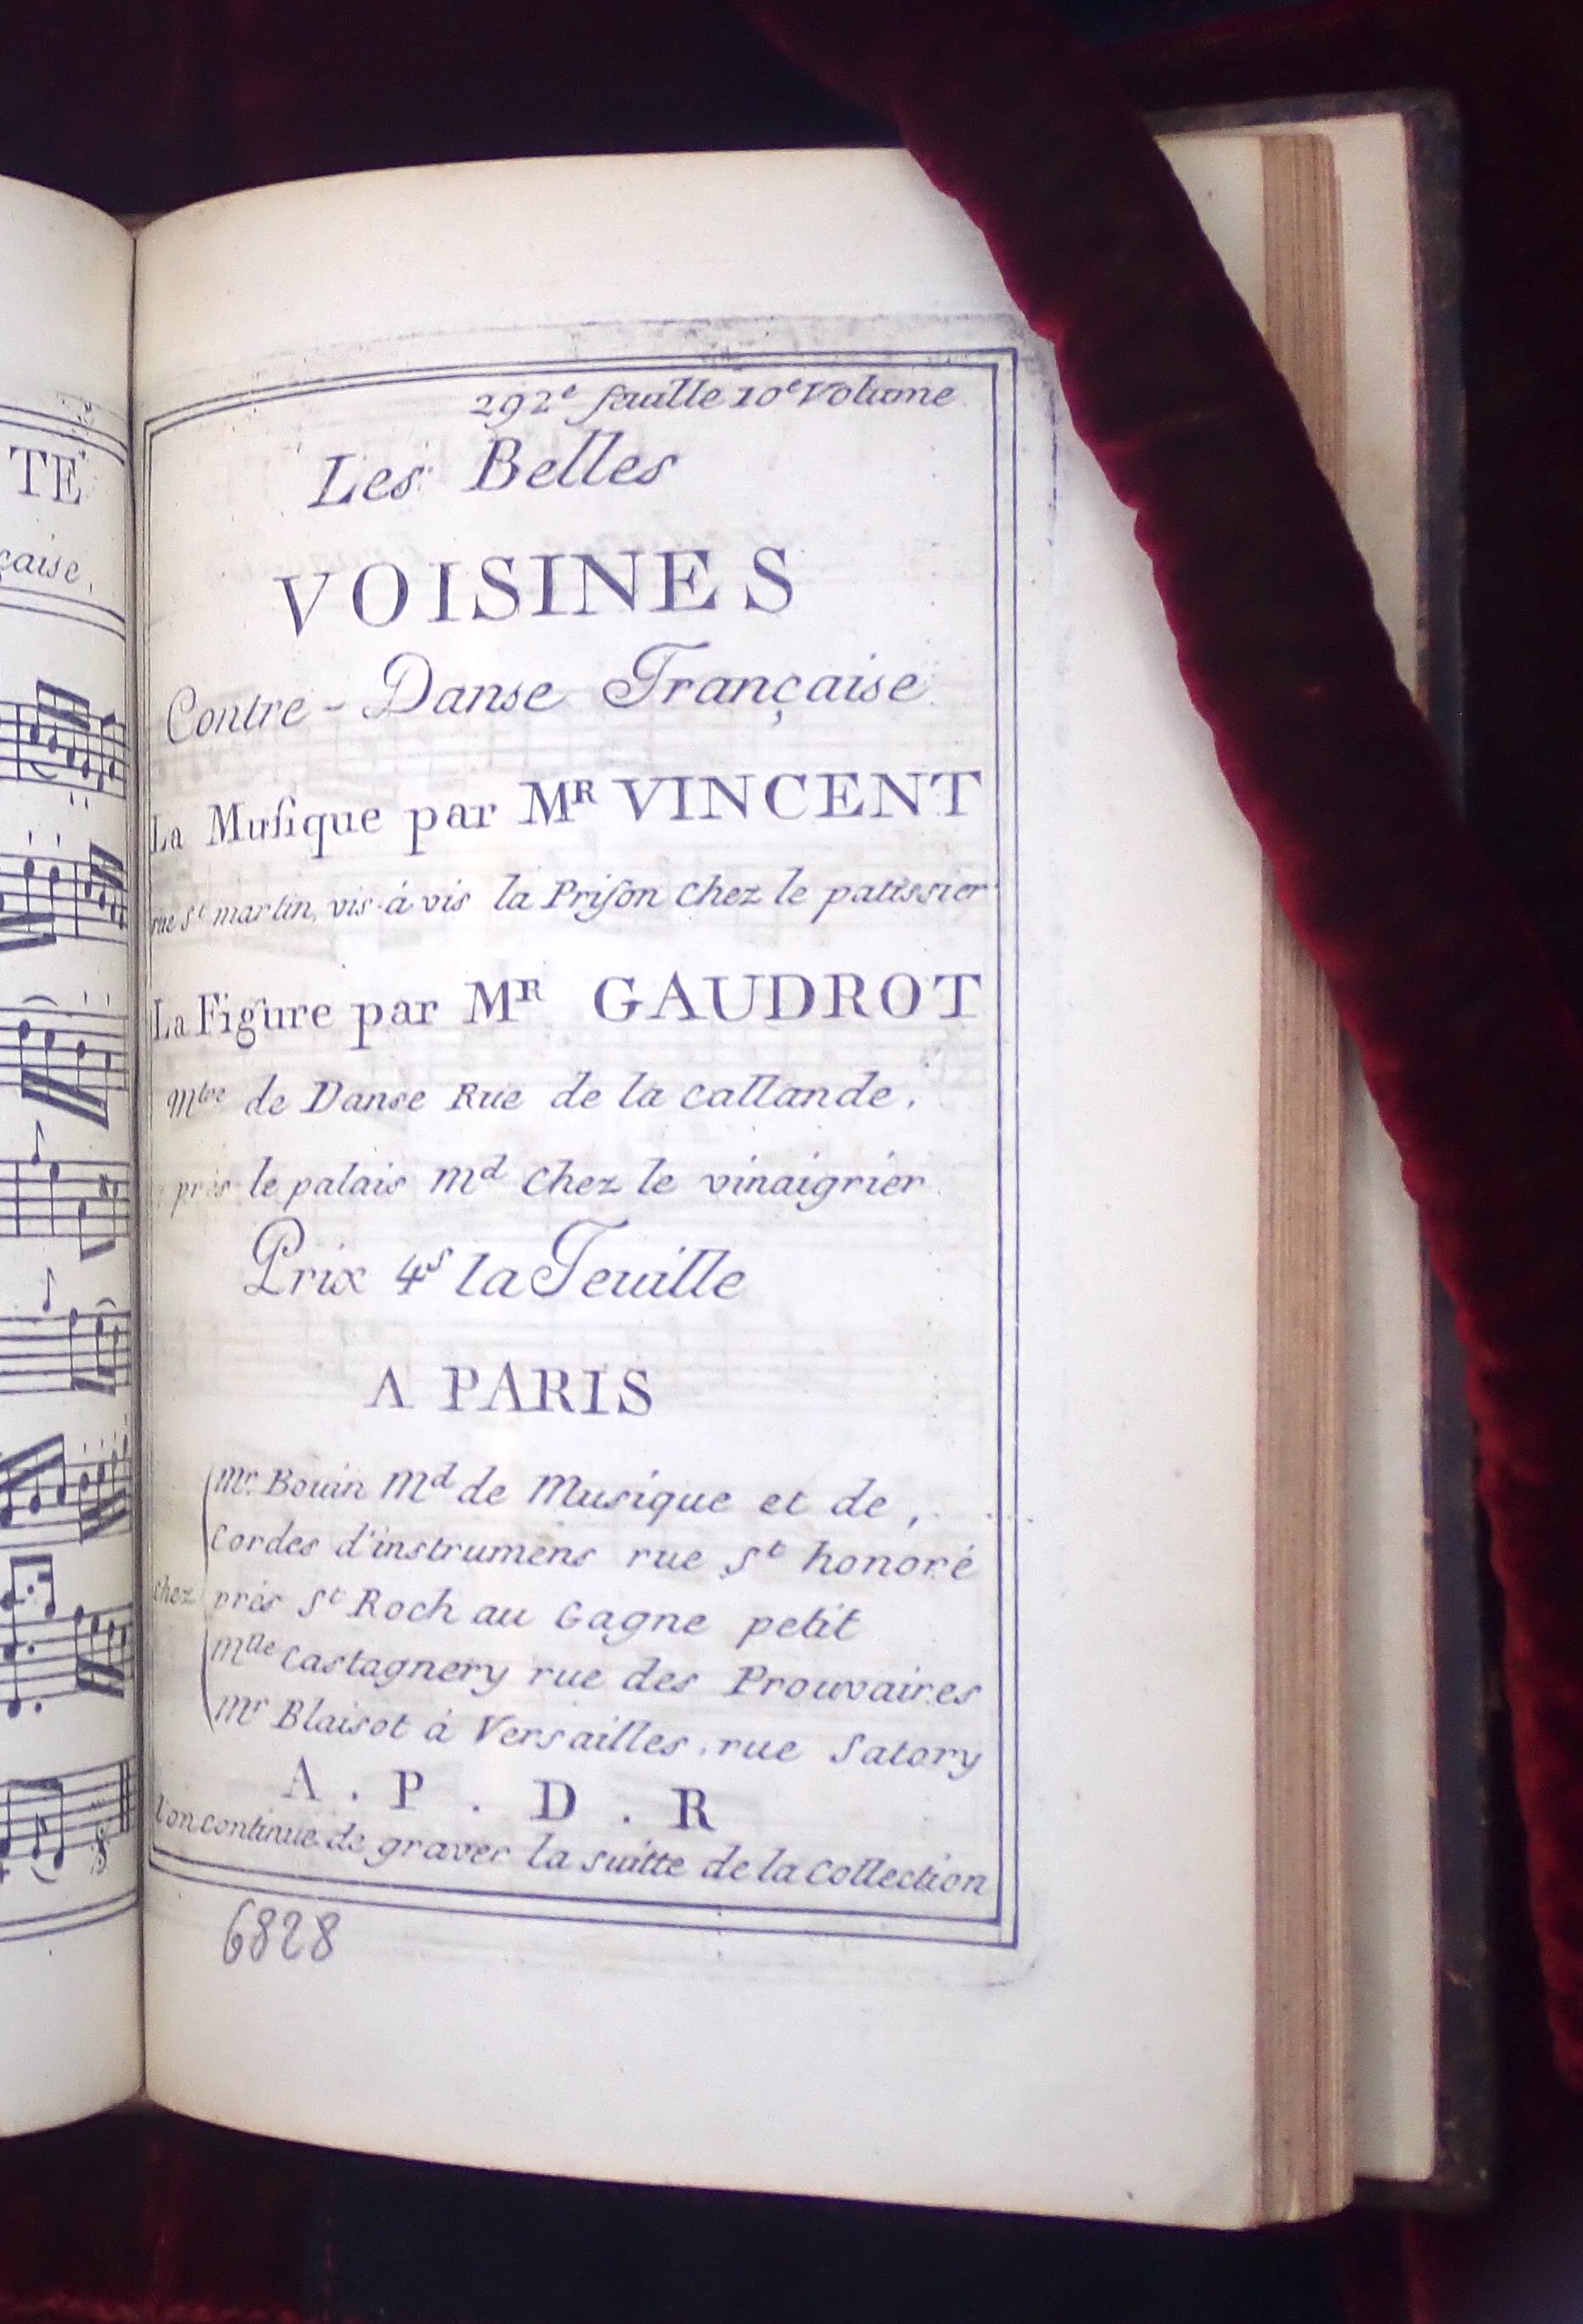 TE
çaise.
292e feuille 10e Volume
Les Belles
VOISINES
Contre-Danse Française
La Muſique par MR VINCENT
rue St martin, vis-à-vis la Priſon chez le patissier
La Figure par MR GAUDROT
Mtre de Danse Rue de la callande,
près le palais md chez le vinaigrier
Prix 4s la Feuille
A PARIS
Mr. Bouin Md de Musique et de,
Cordes d'instrumens rue St honoré
chez près St Roch au Gagne petit
Mlle Castagnery rue des Prouvaires
Mr Blaisot à Versailles, rue Satory
A . P . D . R
l'on continue de graver la suitte de la Collection
6828